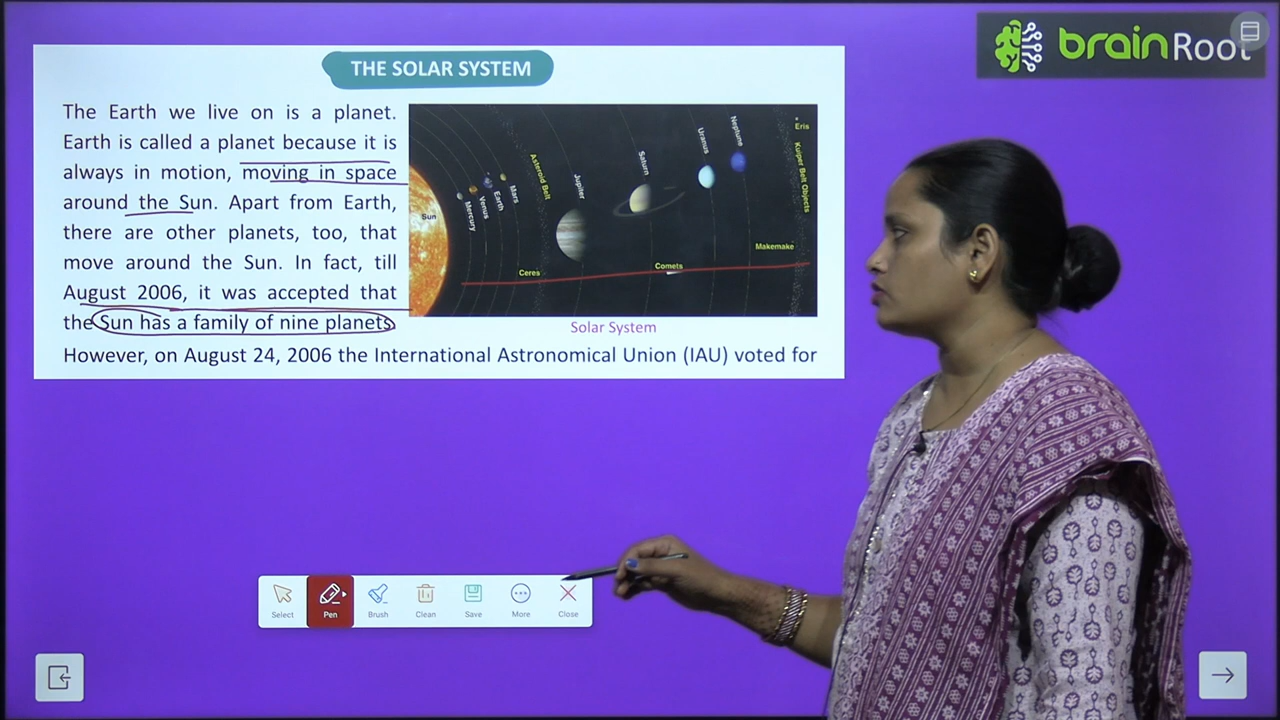 brainRoot
THE SOLAR SYSTEM
The Earth we live on is a planet.
Earth is called a planet because it is
always in motion, moving in space
around the Sun. Apart from Earth,
there are other planets, too, that
move around the Sun. In fact, till
August 2006, it was accepted that
the Sun has a family of nine planets
However, on August 24, 2006 the International Astronomical Union (IAU) voted for
Sun
Mercury
Venus
Earth
Mars
Asteroid Belt
Ceres
Jupiter
Saturn
Comets
Uranus
Neptune
Makemake
Eris
Kuiper Belt Objects
Solar System
Select
Pen
Brush
Clean
Save
More
Close